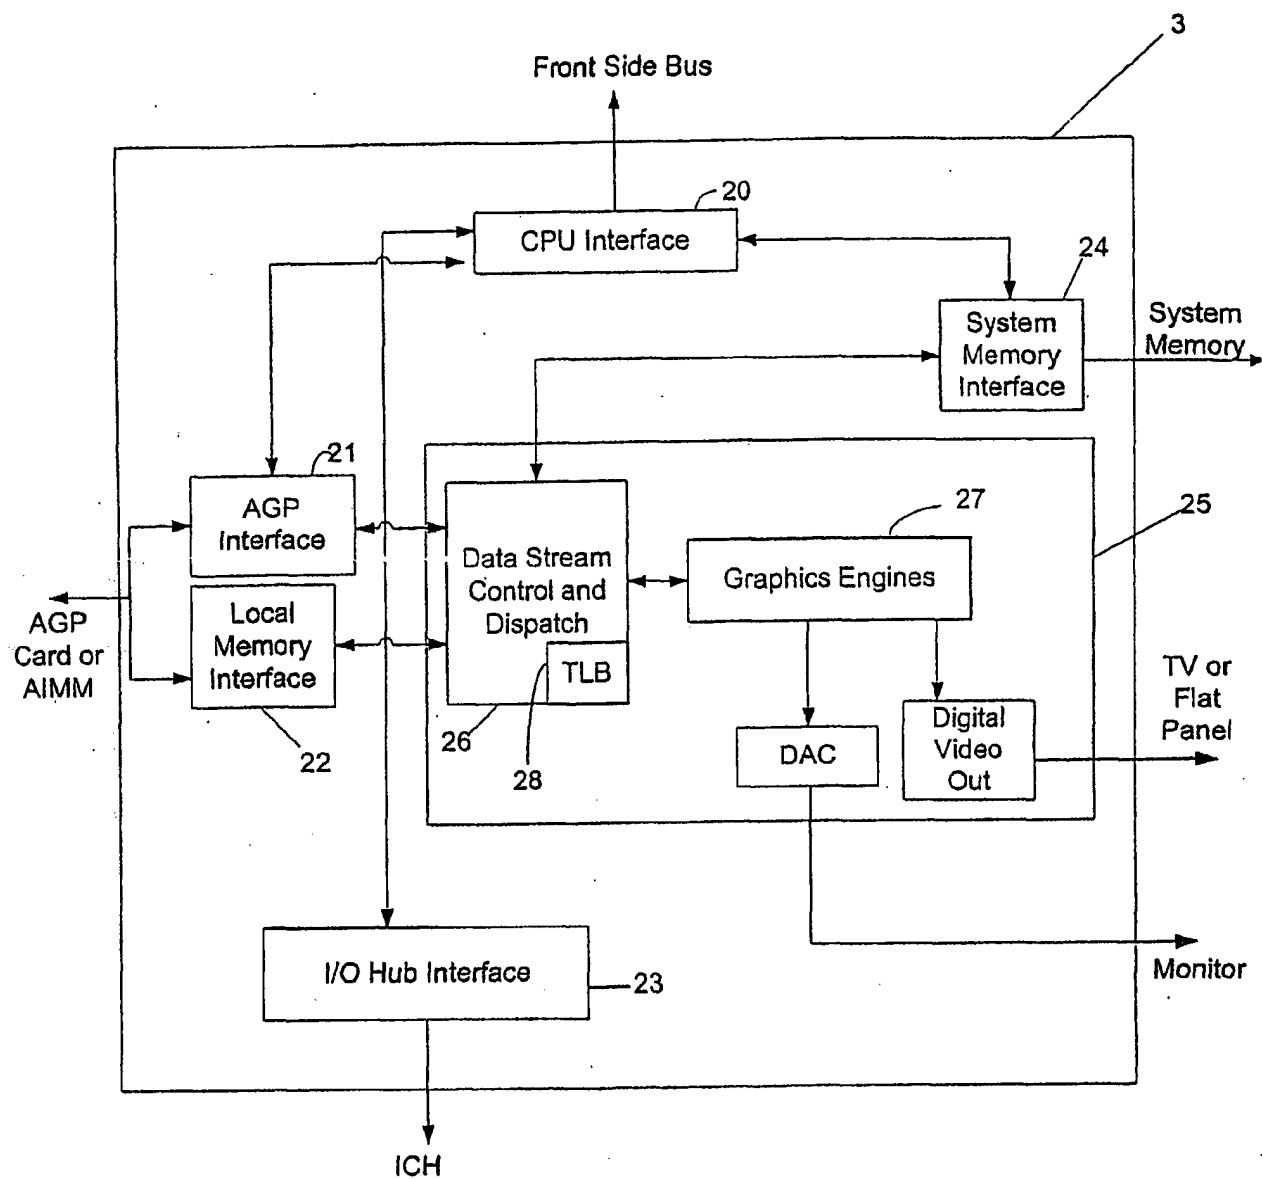 3
Front Side Bus
20
CPU Interface
24
System
Memory
Interface
System
Memory
21
AGP
Interface
25
27
Data Stream
Control and
Dispatch
Graphics Engines
AGP
Card or
AIMM
Local
Memory
Interface
TLB
22
26
28
DAC
Digital
Video
Out
TV or
Flat
Panel
I/O Hub Interface
23
Monitor
ICH